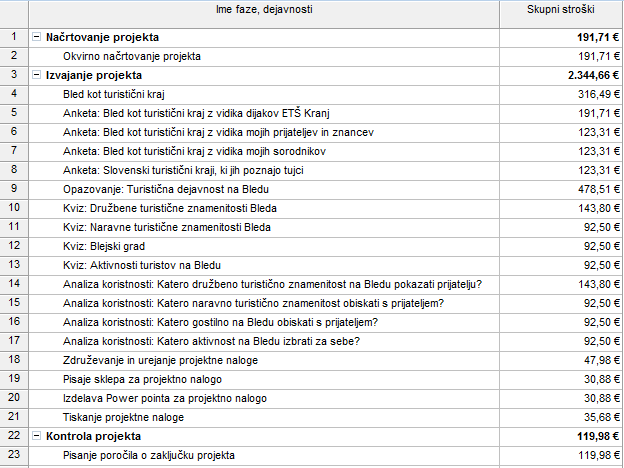 Ime faze, dejavnosti Skupni stroški
1 Načrtovanje projekta 191,71 €
2 Okvirno načrtovanje projekta 191,71 €
3 Izvajanje projekta 2.344,66 €
4 Bled kot turistični kraj 316,49 €
5 Anketa: Bled kot turistični kraj z vidika dijakov ETŠ Kranj 191,71 €
6 Anketa: Bled kot turistični kraj z vidika mojih prijateljev in znancev 123,31 €
7 Anketa: Bled kot turistični kraj z vidika mojih sorodnikov 123,31 €
8 Anketa: Slovenski turistični kraji, ki jih poznajo tujci 123,31 €
9 Opazovanje: Turistična dejavnost na Bledu 478,51 €
10 Kviz: Družbene turistične znamenitosti Bleda 143,80 €
11 Kviz: Naravne turistične znamenitosti Bleda 92,50 €
12 Kviz: Blejski grad 92,50 €
13 Kviz: Aktivnosti turistov na Bledu 92,50 €
14 Analiza koristnosti: Katero družbeno turistično znamenitost na Bledu pokazati prijatelju? 143,80 €
15 Analiza koristnosti: Katero naravno turistično znamenitost obiskati s prijateljem? 92,50 €
16 Analiza koristnosti: Katero gostilno na Bledu obiskati s prijateljem? 92,50 €
17 Analiza koristnosti: Katero aktivnost na Bledu izbrati za sebe? 92,50 €
18 Združevanje in urejanje projektne naloge 47,98 €
19 Pisaje sklepa za projektno nalogo 30,88 €
20 Izdelava Power pointa za projektno nalogo 30,88 €
21 Tiskanje projektne naloge 35,68 €
22 Kontrola projekta 119,98 €
23 Pisanje poročila o zaključku projekta 119,98 €